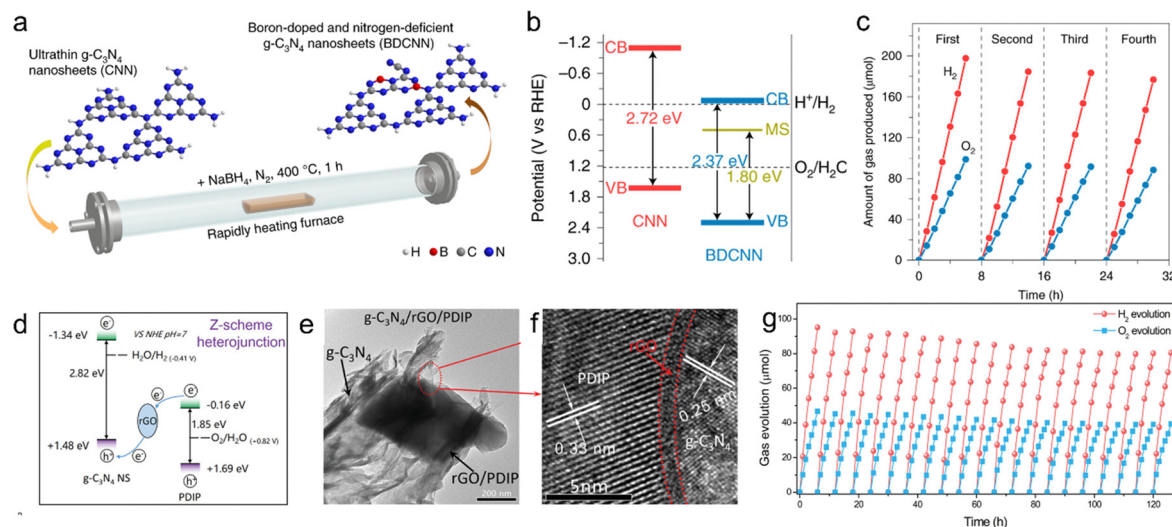 a
Ultrathin g-C3N4
nanosheets (CNN)
Boron-doped and nitrogen-deficient
g-C3N4 nanosheets (BDCNN)
+ NaBH4, N2, 400 °C, 1 h
Rapidly heating furnace
H B C N
b
Potential (V vs RHE)
-1.2
-0.6
0
0.6
1.2
1.8
2.4
3.0
CB
2.72 eV
VB
CNN
CB
MS
2.37 eV
1.80 eV
VB
BDCNN
H+/H2
O2/H2C
c
Amount of gas produced (μmol)
200
160
120
80
40
0
First Second Third Fourth
H2
O2
0 8 16 24 32
Time (h)
d
e-
VS NHE pH=7
Z-scheme
heterojunction
-1.34 eV
H2O/H2 (-0.41 V)
2.82 eV
e-
e-
-0.16 eV
rGO
1.85 eV
O2/H2O (+0.82 V)
+1.48 eV
h+
e-
+1.69 eV
h+
g-C3N4 NS
PDIP
e
g-C3N4/rGO/PDIP
g-C3N4
rGO/PDIP
200 nm
f
rGO
PDIP
0.26 nm
0.33 nm
g-C3N4
5nm
g
Gas evolution (μmol)
100
80
60
40
20
0
H2 evolution
O2 evolution
0 20 40 60 80 100 120
Time (h)